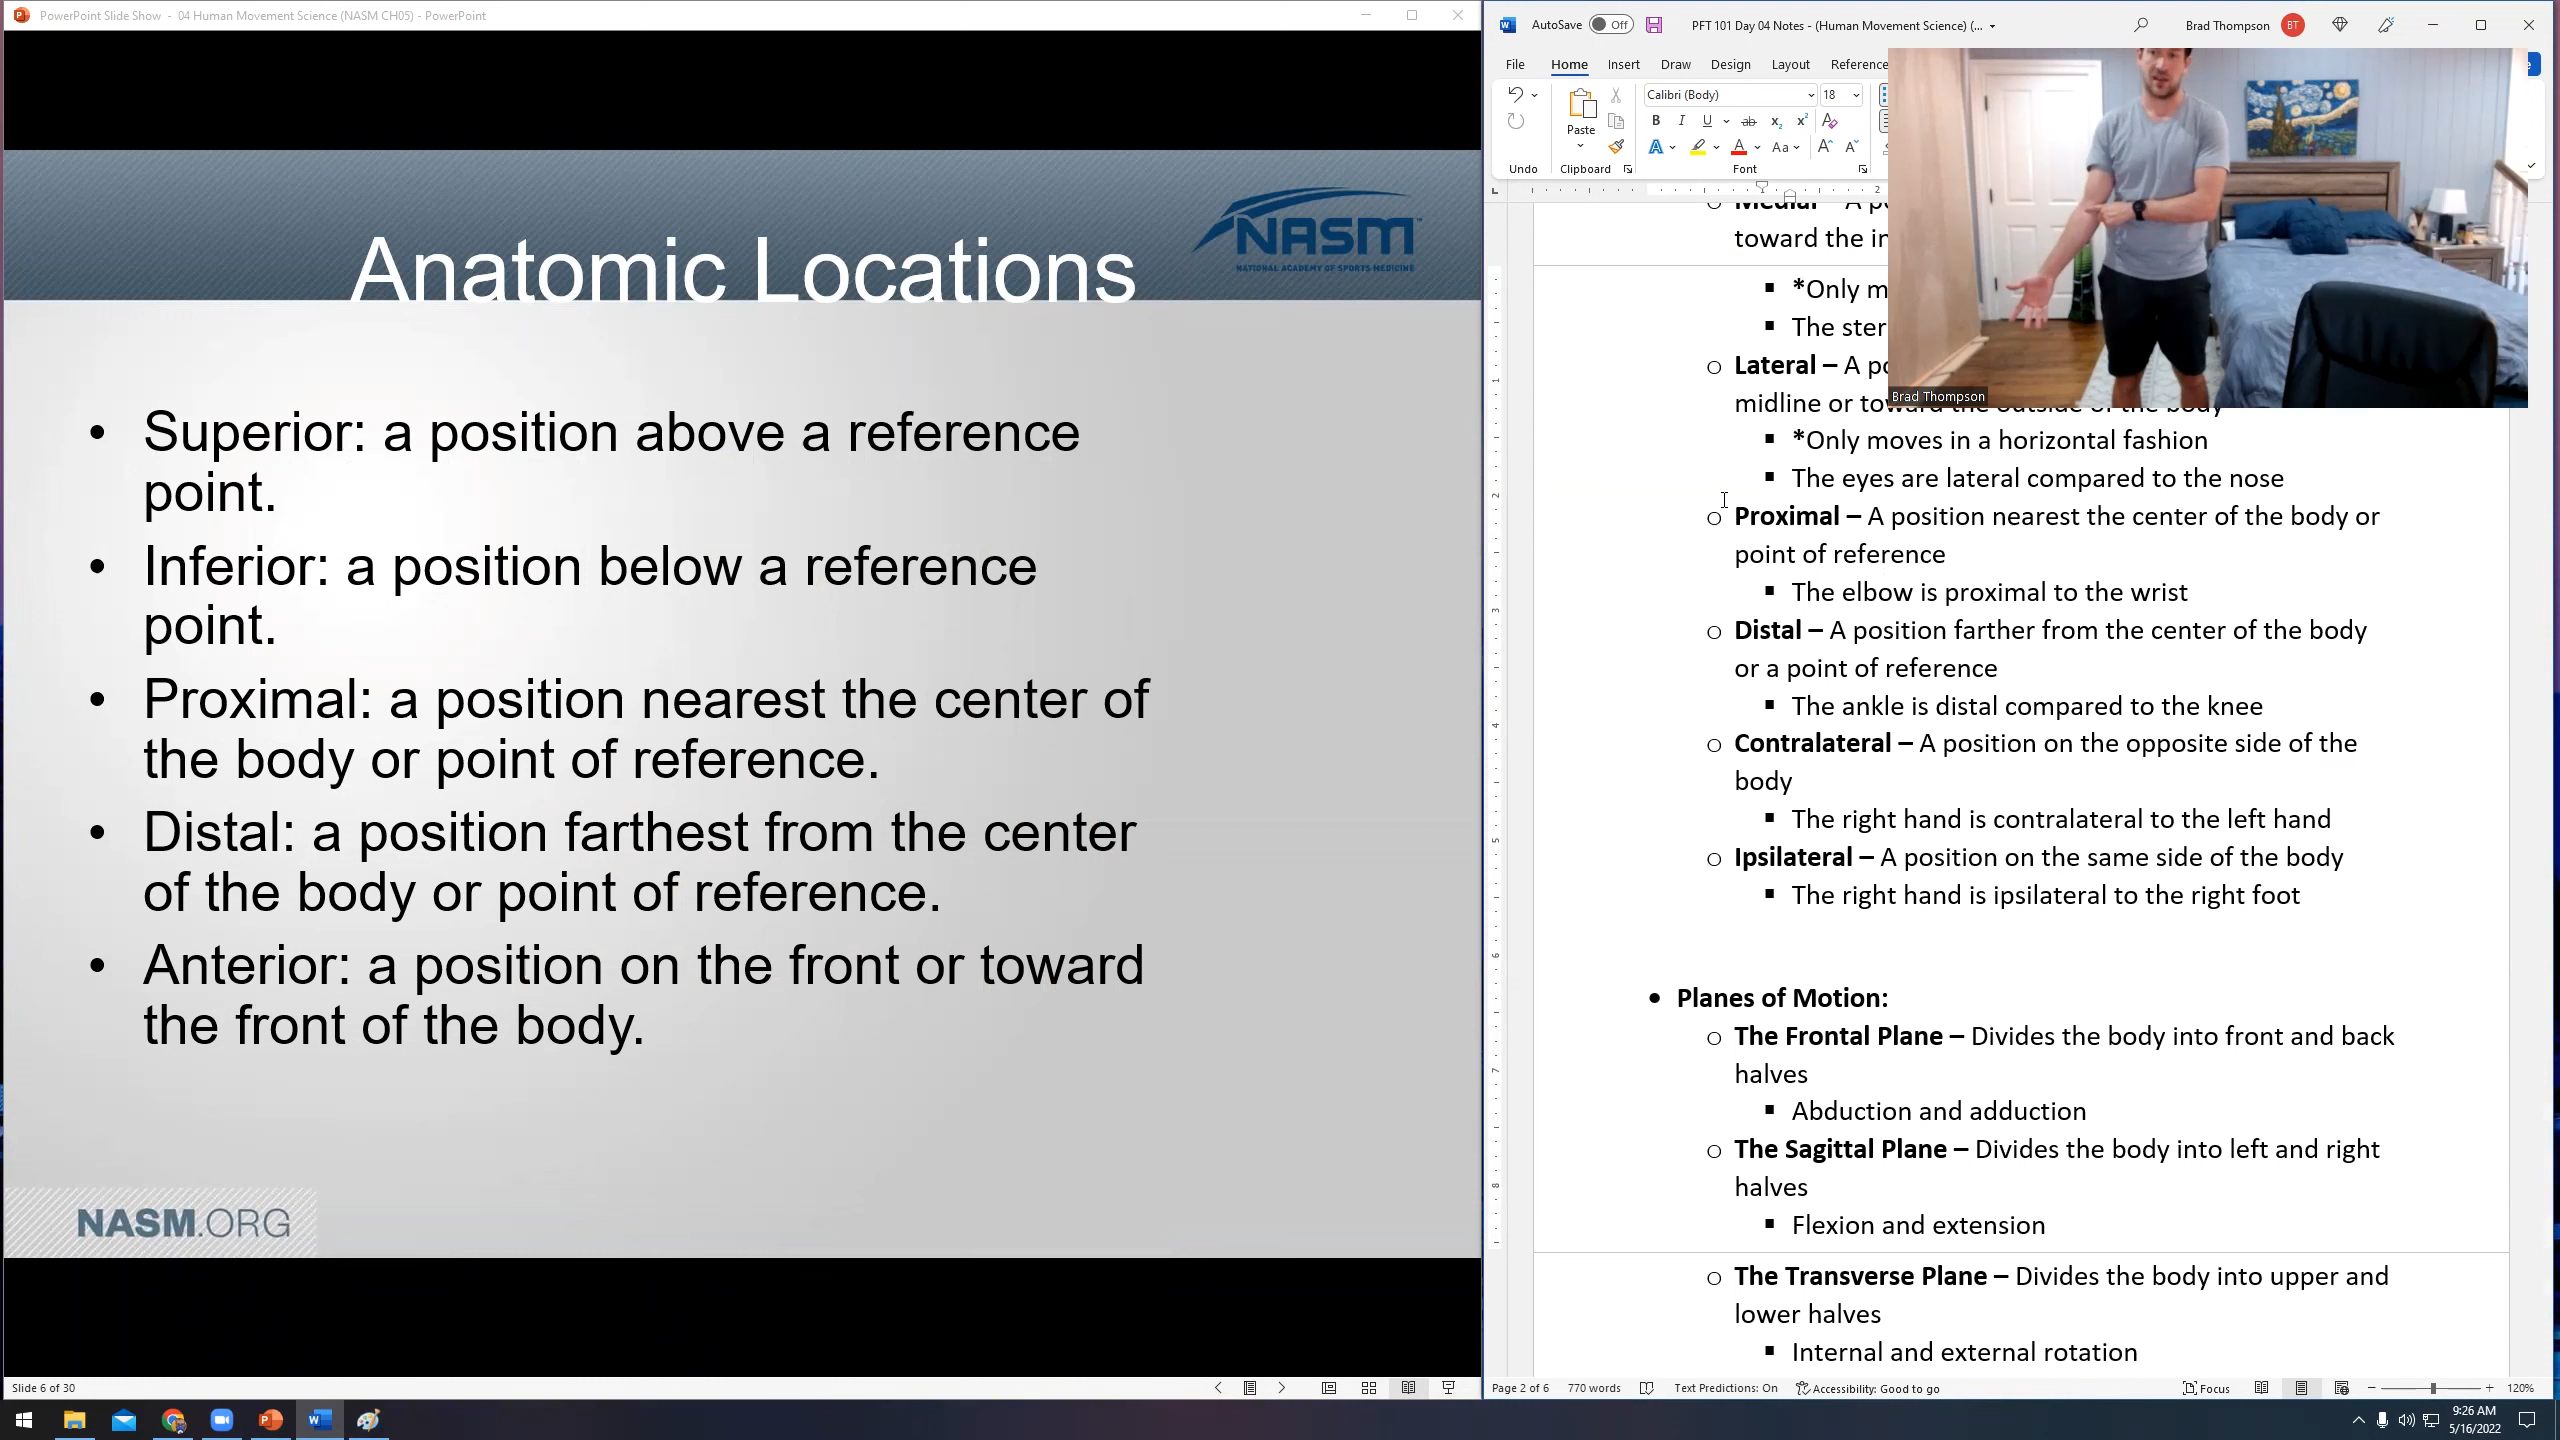 PowerPoint Slide Show - 04 Human Movement Science (NASM CH05) - PowerPoint
NASM
NATIONAL ACADEMY OF SPORTS MEDICINE
Anatomic Locations
• Superior: a position above a reference
point.
• Inferior: a position below a reference
point.
• Proximal: a position nearest the center of
the body or point of reference.
• Distal: a position farthest from the center
of the body or point of reference.
• Anterior: a position on the front or toward
the front of the body.
NASM.ORG
Slide 6 of 30
AutoSave Off PFT 101 Day 04 Notes - (Human Movement Science) (... Brad Thompson BT
File Home Insert Draw Design Layout Reference
Calibri (Body) 18
Paste
B I U ab x₂ x²
Aa A A
Undo Clipboard Font
2
Medial – A po
toward the in
*Only m
The ster
Lateral – A po
midline or toward the outside of the body
Brad Thompson
*Only moves in a horizontal fashion
The eyes are lateral compared to the nose
Proximal – A position nearest the center of the body or
point of reference
The elbow is proximal to the wrist
Distal – A position farther from the center of the body
or a point of reference
The ankle is distal compared to the knee
Contralateral – A position on the opposite side of the
body
The right hand is contralateral to the left hand
Ipsilateral – A position on the same side of the body
The right hand is ipsilateral to the right foot
• Planes of Motion:
The Frontal Plane – Divides the body into front and back
halves
Abduction and adduction
The Sagittal Plane – Divides the body into left and right
halves
Flexion and extension
The Transverse Plane – Divides the body into upper and
lower halves
Internal and external rotation
Page 2 of 6 770 words Text Predictions: On Accessibility: Good to go Focus 120%
9:26 AM
5/16/2022